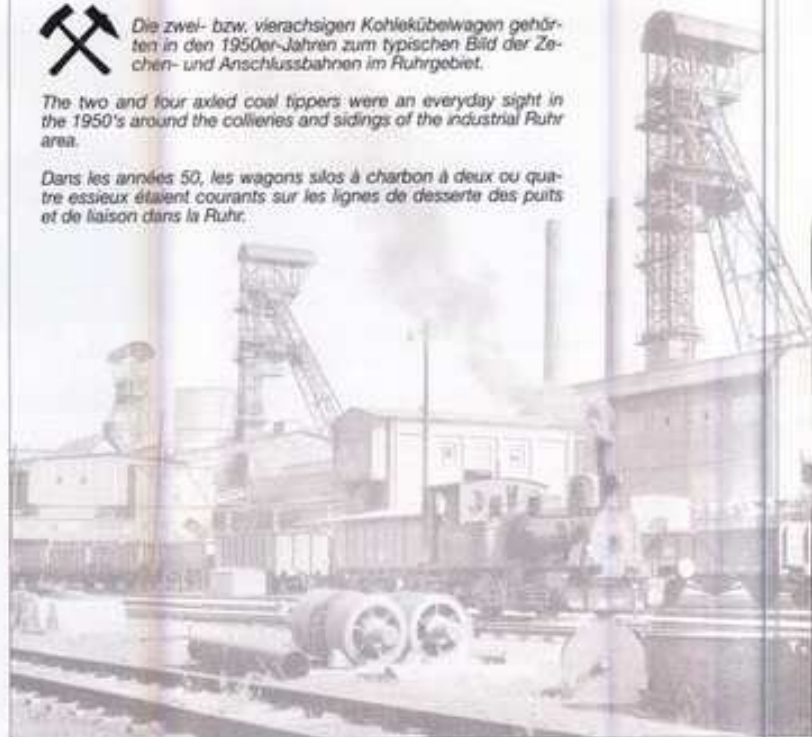 Die zwei- bzw. vierachsigen Kohlekübelwagen gehör-
ten in den 1950er-Jahren zum typischen Bild der Ze-
chen- und Anschlussbahnen im Ruhrgebiet.
The two and four axled coal tippers were an everyday sight in
the 1950's around the collieries and sidings of the industrial Ruhr
area.
Dans les années 50, les wagons silos à charbon à deux ou qua-
tre essieux étaient courants sur les lignes de desserte des puits
et de liaison dans la Ruhr.